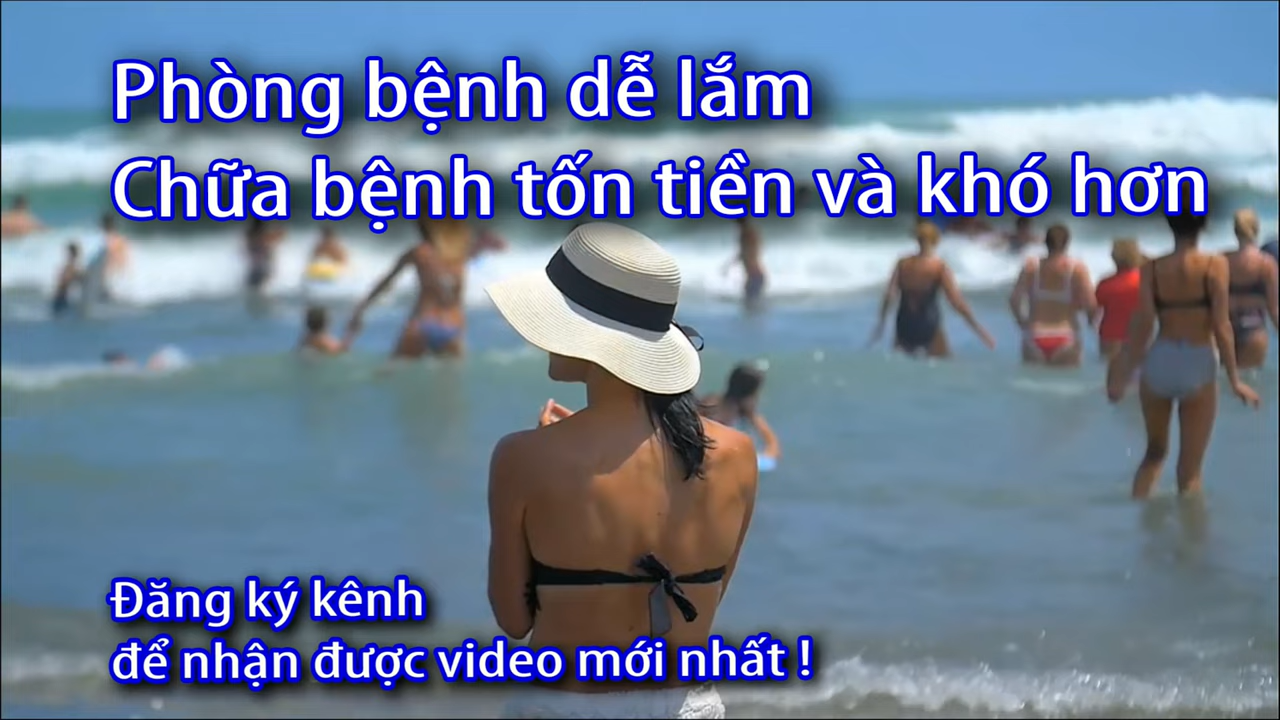 Phòng bệnh dễ lắm
Chữa bệnh tốn tiền và khó hơn
Đăng ký kênh
để nhận được video mới nhất !